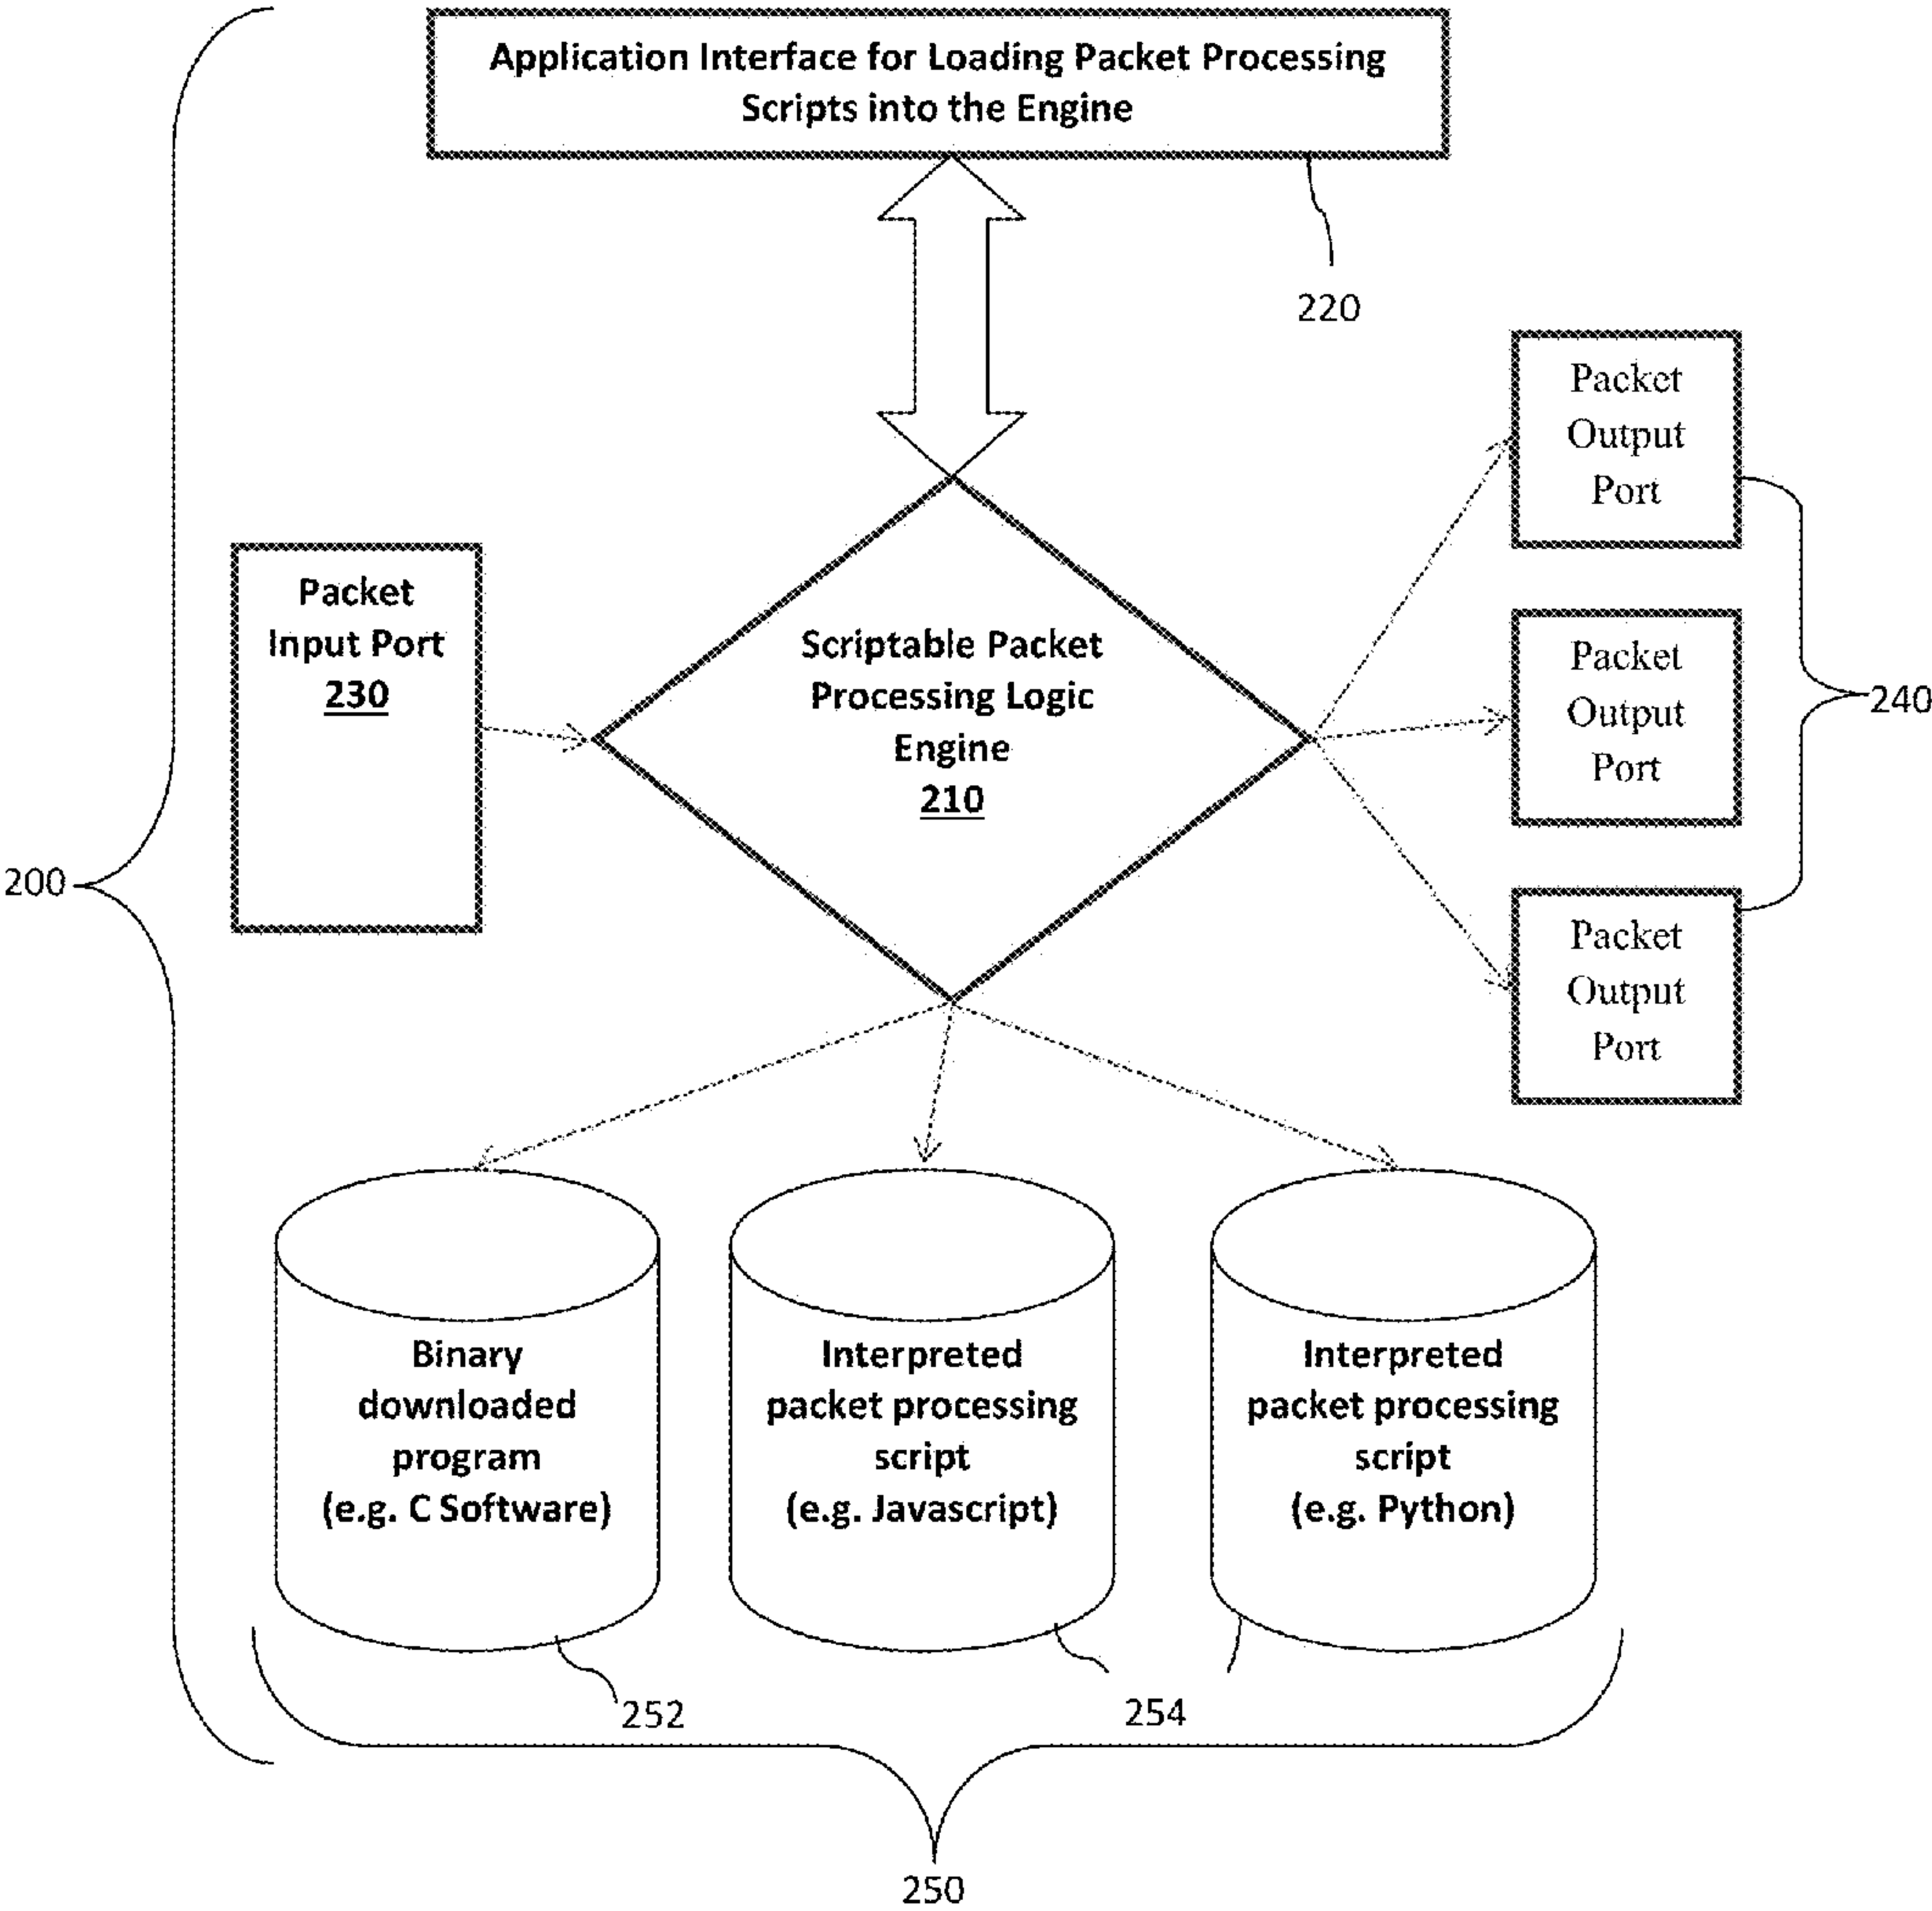 Application Interface for Loading Packet Processing
Scripts into the Engine
220
Packet
Output
Port
Packet
Input Port
230
Scriptable Packet
Processing Logic
Engine
210
Packet
Output
Port
240
200
Packet
Output
Port
Binary
downloaded
program
(e.g. C Software)
Interpreted
packet processing
script
(e.g. Javascript)
Interpreted
packet processing
script
(e.g. Python)
252
254
250